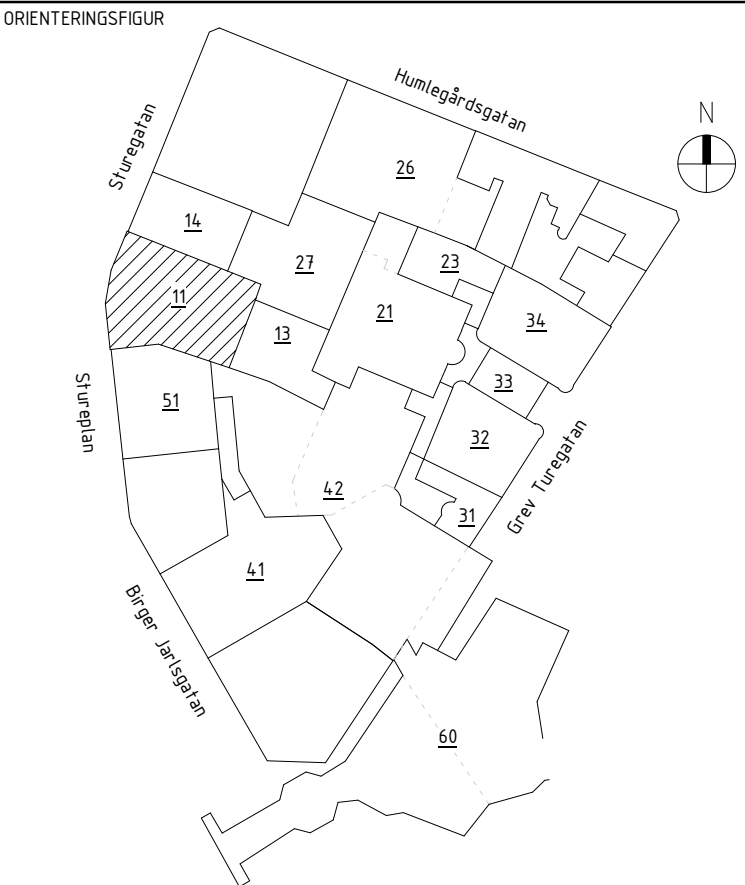 ORIENTERINGSFIGUR
Humlegårdsgatan
Sturegatan
N
26
14
27
23
11
21
34
13
33
51
32
Stureplan
42
31
Grev Turegatan
41
Birger Jarlsgatan
60